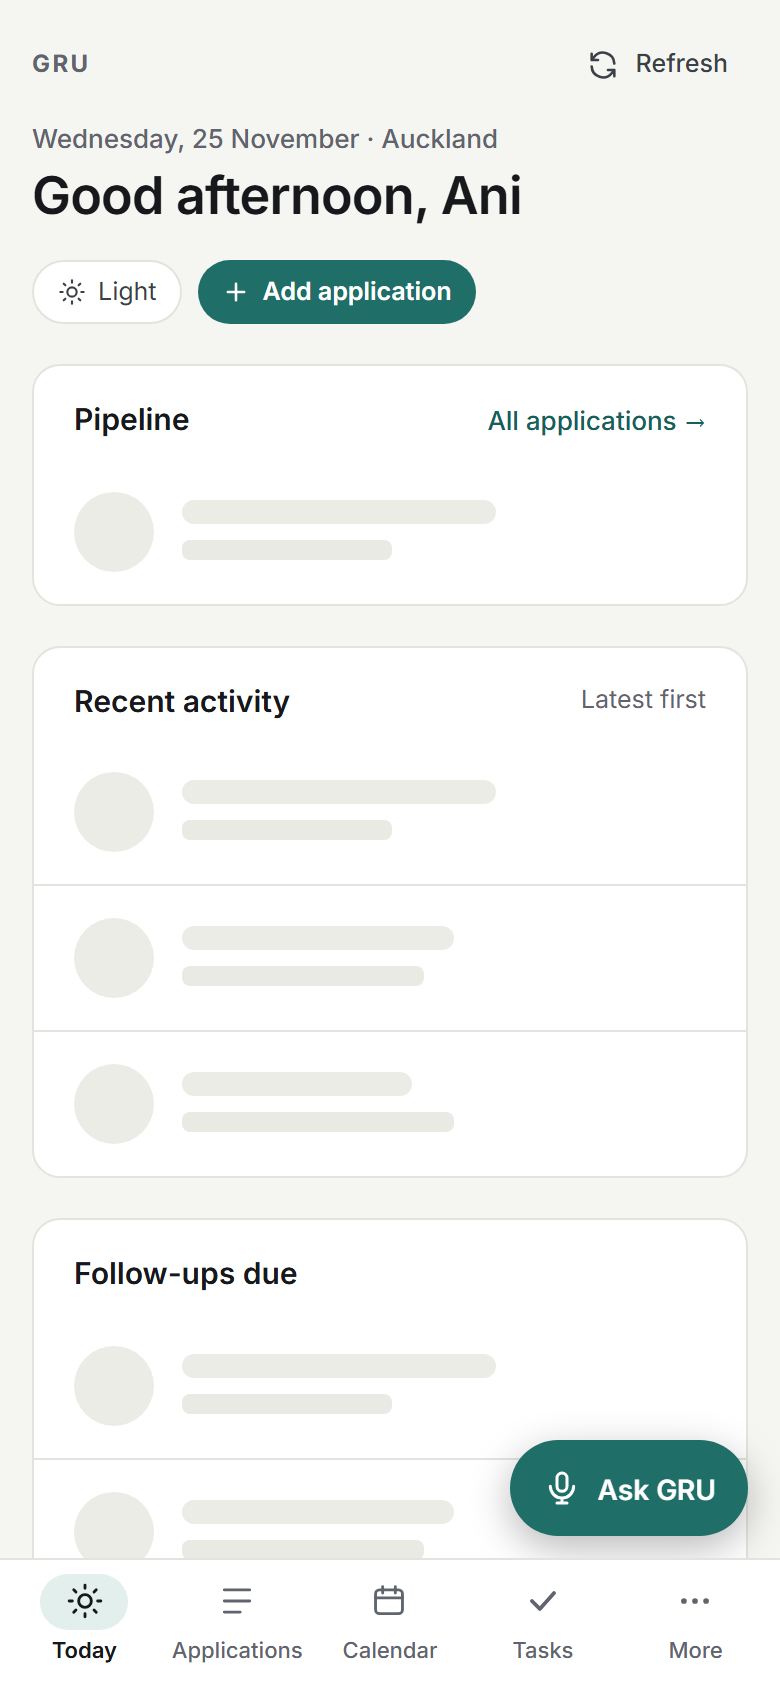 GRU
Refresh
Wednesday, 25 November · Auckland
Good afternoon, Ani
Light
Add application
Pipeline
All applications →
Recent activity
Latest first
Follow-ups due
Ask GRU
Today
Applications
Calendar
Tasks
More